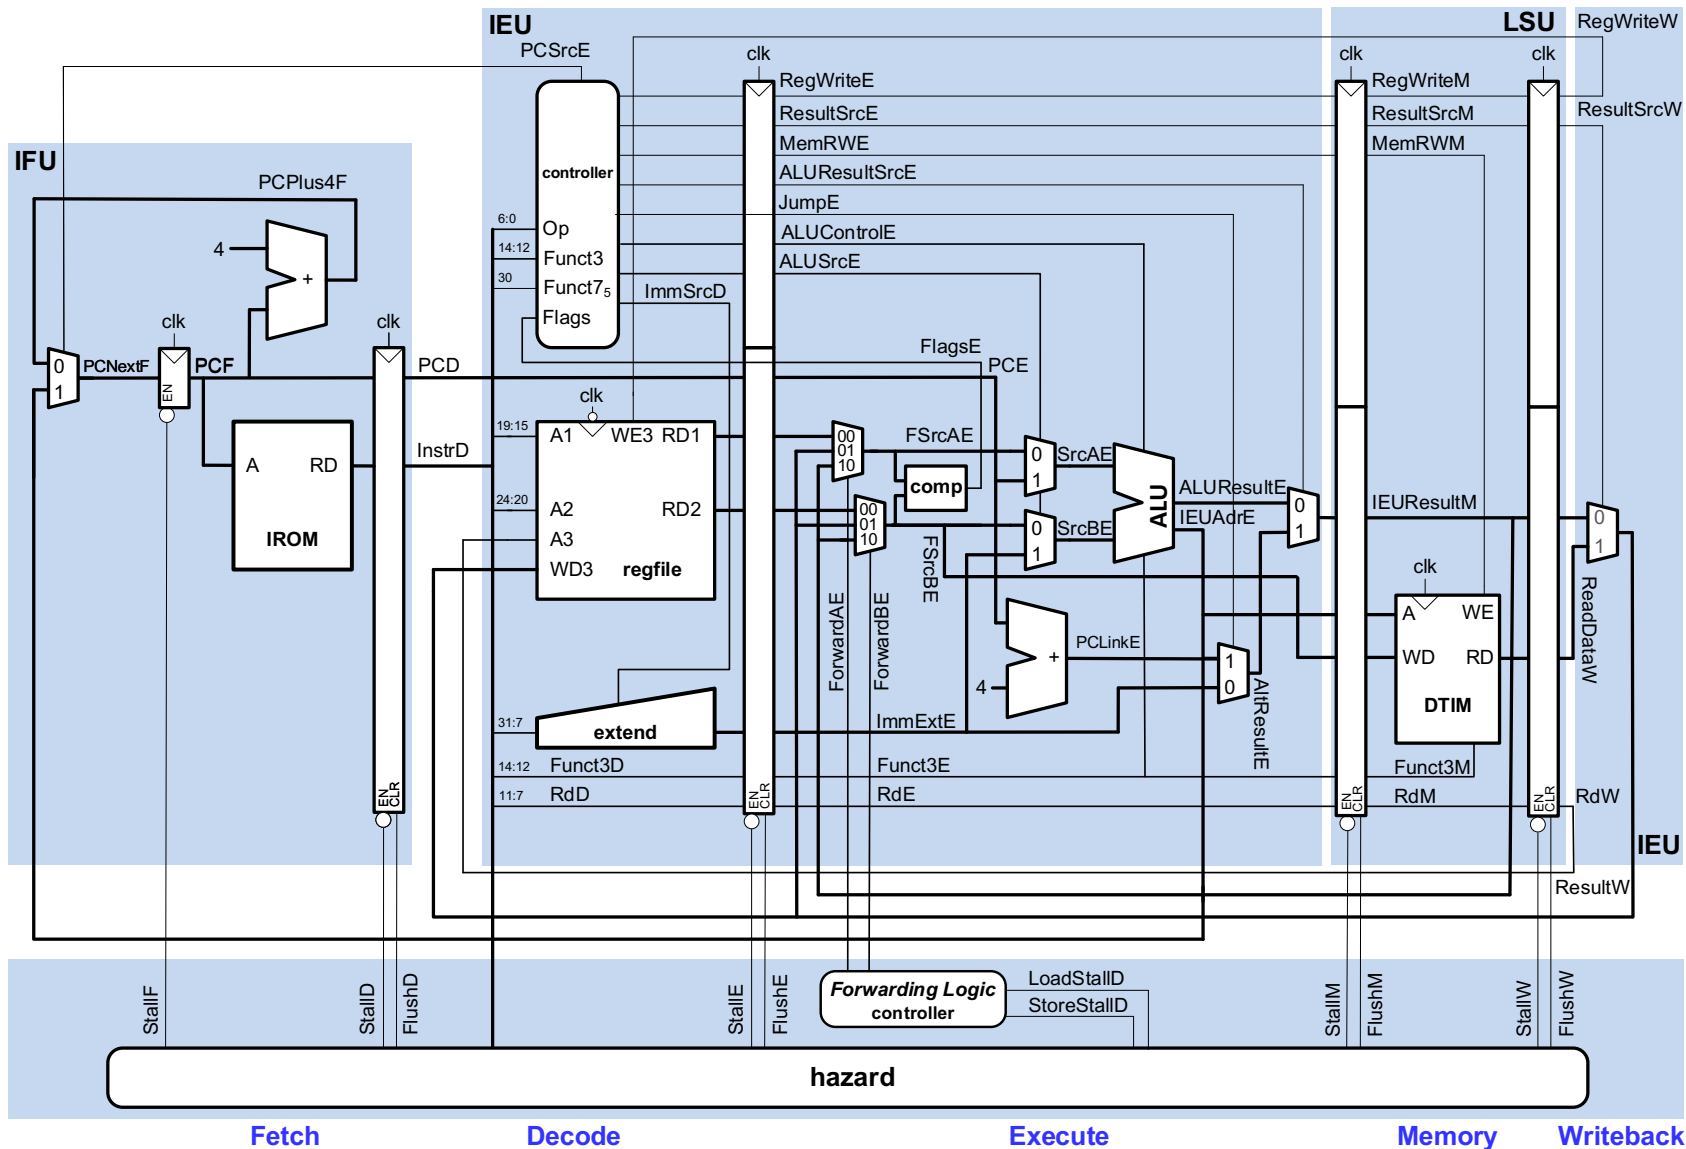 IEU
LSU
RegWriteW
PCSrcE
clk
clk
clk
RegWriteE
RegWriteM
ResultSrcE
ResultSrcM
ResultSrcW
IFU
MemRWE
MemRWM
controller
ALUResultSrcE
PCPlus4F
JumpE
6:0
Op
ALUControlE
4
14:12
Funct3
ALUSrcE
+
30
Funct7₅
ImmSrcD
clk
clk
Flags
FlagsE
0
1
PCNextF
EN
PCF
PCD
PCE
clk
19:15
A1
WE3
RD1
00
01
10
FSrcAE
0
1
SrcAE
InstrD
A
RD
IROM
comp
ALU
ALUResultE
IEUAdrE
0
1
IEUResultM
0
1
24:20
A2
RD2
00
01
10
0
1
SrcBE
A3
WD3
regfile
FSrcBE
clk
ForwardAE
ForwardBE
A
WE
WD
RD
DTIM
ReadDataW
PCLinkE
+
4
1
0
AltResultE
31:7
extend
ImmExtE
14:12
Funct3D
Funct3E
Funct3M
11:7
RdD
RdE
RdM
RdW
EN
CLR
EN
CLR
EN
CLR
EN
CLR
IEU
ResultW
StallF
StallD
FlushD
StallE
FlushE
Forwarding Logic
controller
LoadStallD
StoreStallD
StallM
FlushM
StallW
FlushW
hazard
Fetch
Decode
Execute
Memory
Writeback